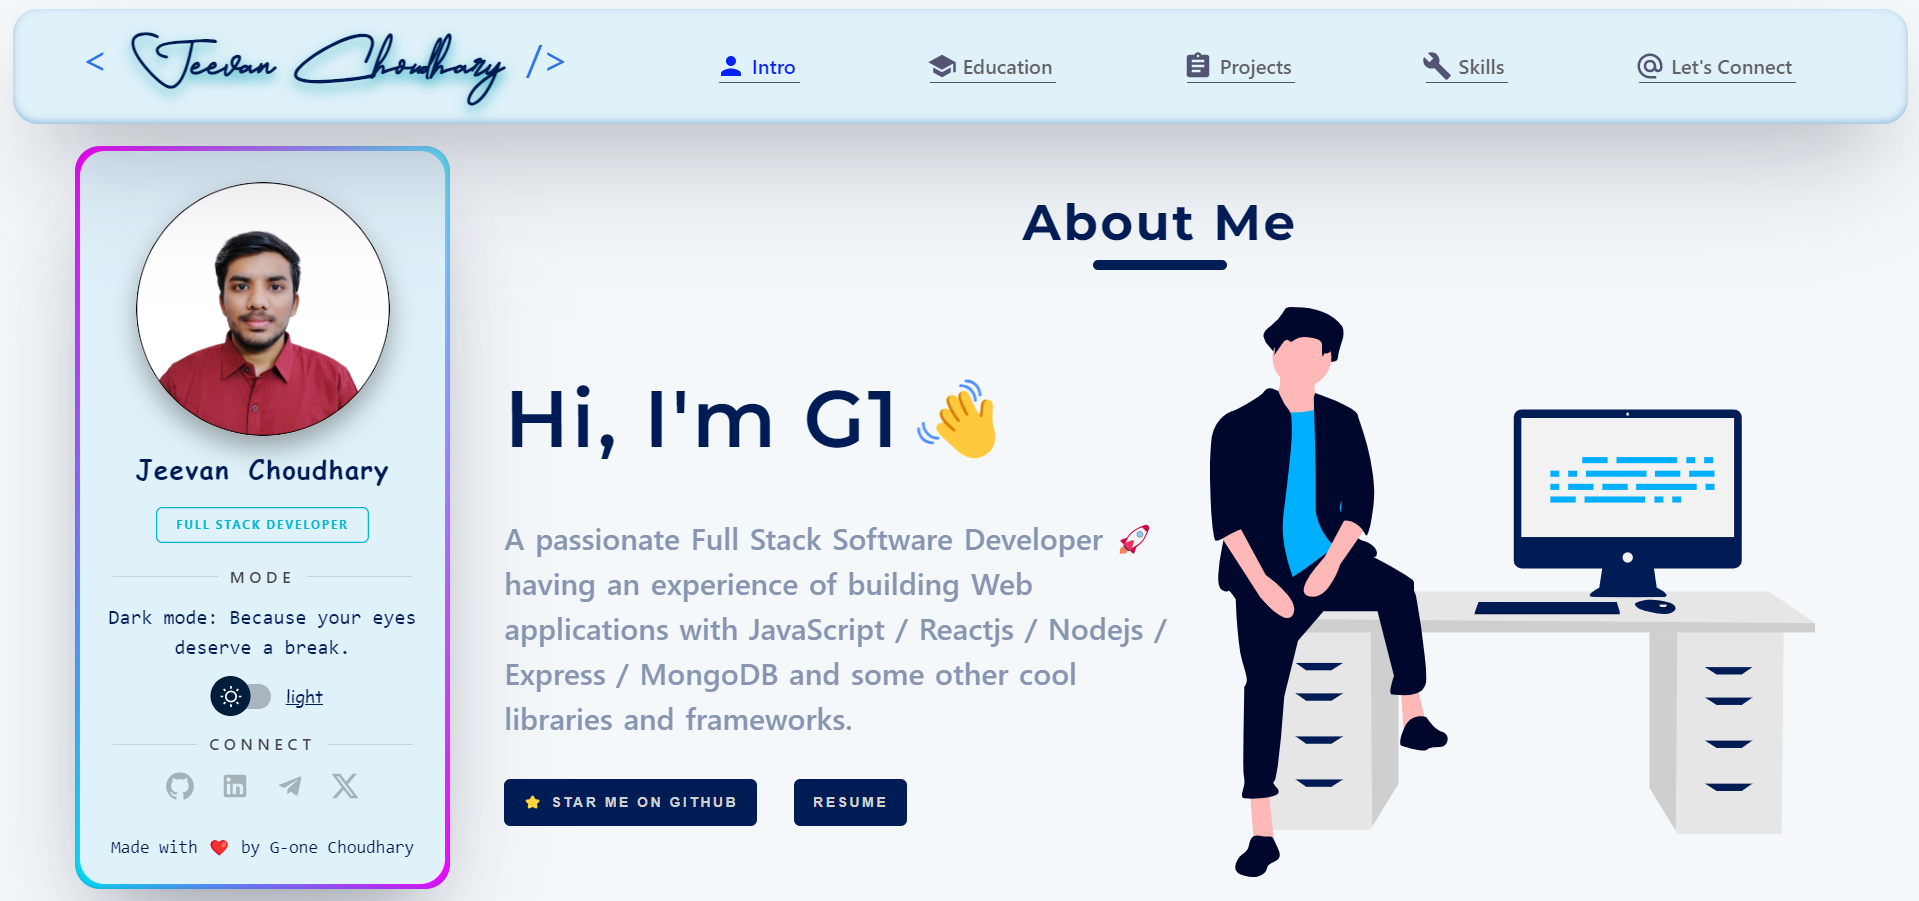 < Jeevan Choudhary />
Intro
Education
Projects
Skills
Let's Connect
Jeevan Choudhary
FULL STACK DEVELOPER
MODE
Dark mode: Because your eyes
deserve a break.
light
CONNECT
Made with ❤️ by G-one Choudhary
About Me
Hi, I'm G1 👋
A passionate Full Stack Software Developer 🚀
having an experience of building Web
applications with JavaScript / Reactjs / Nodejs /
Express / MongoDB and some other cool
libraries and frameworks.
⭐ STAR ME ON GITHUB
RESUME